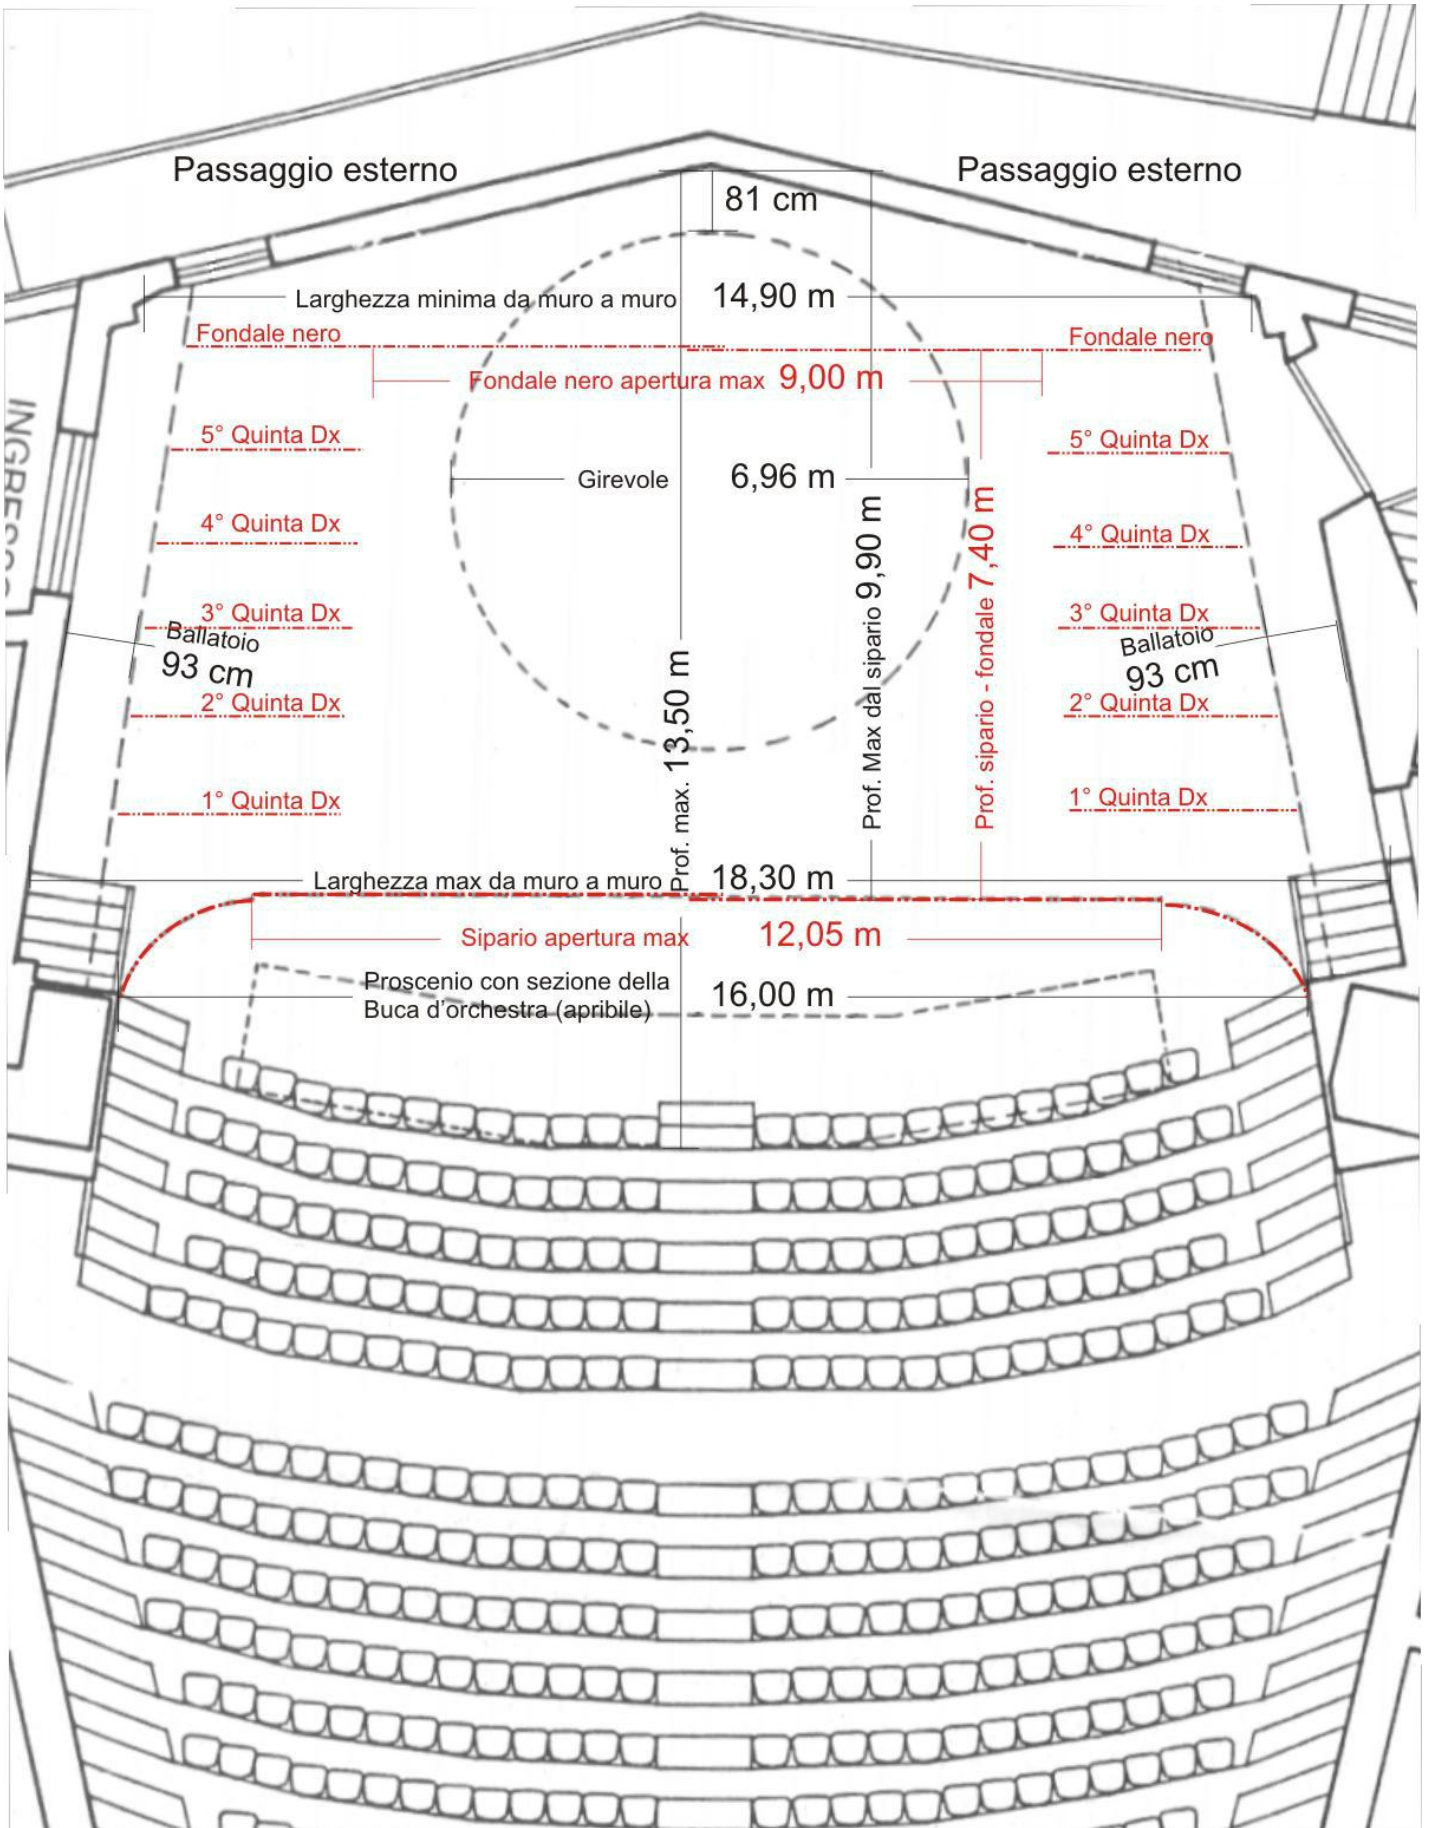 Passaggio esterno
Passaggio esterno
81 cm
Larghezza minima da muro a muro 14,90 m
Fondale nero
Fondale nero
Fondale nero apertura max 9,00 m
INGRESSO
5° Quinta Dx
5° Quinta Dx
Girevole 6,96 m
4° Quinta Dx
4° Quinta Dx
3° Quinta Dx
3° Quinta Dx
Ballatoio
93 cm
Ballatoio
93 cm
2° Quinta Dx
2° Quinta Dx
Prof. max. 13,50 m
Prof. Max dal sipario 9,90 m
Prof. sipario - fondale 7,40 m
1° Quinta Dx
1° Quinta Dx
Larghezza max da muro a muro 18,30 m
Sipario apertura max 12,05 m
Proscenio con sezione della
Buca d'orchestra (apribile)
16,00 m